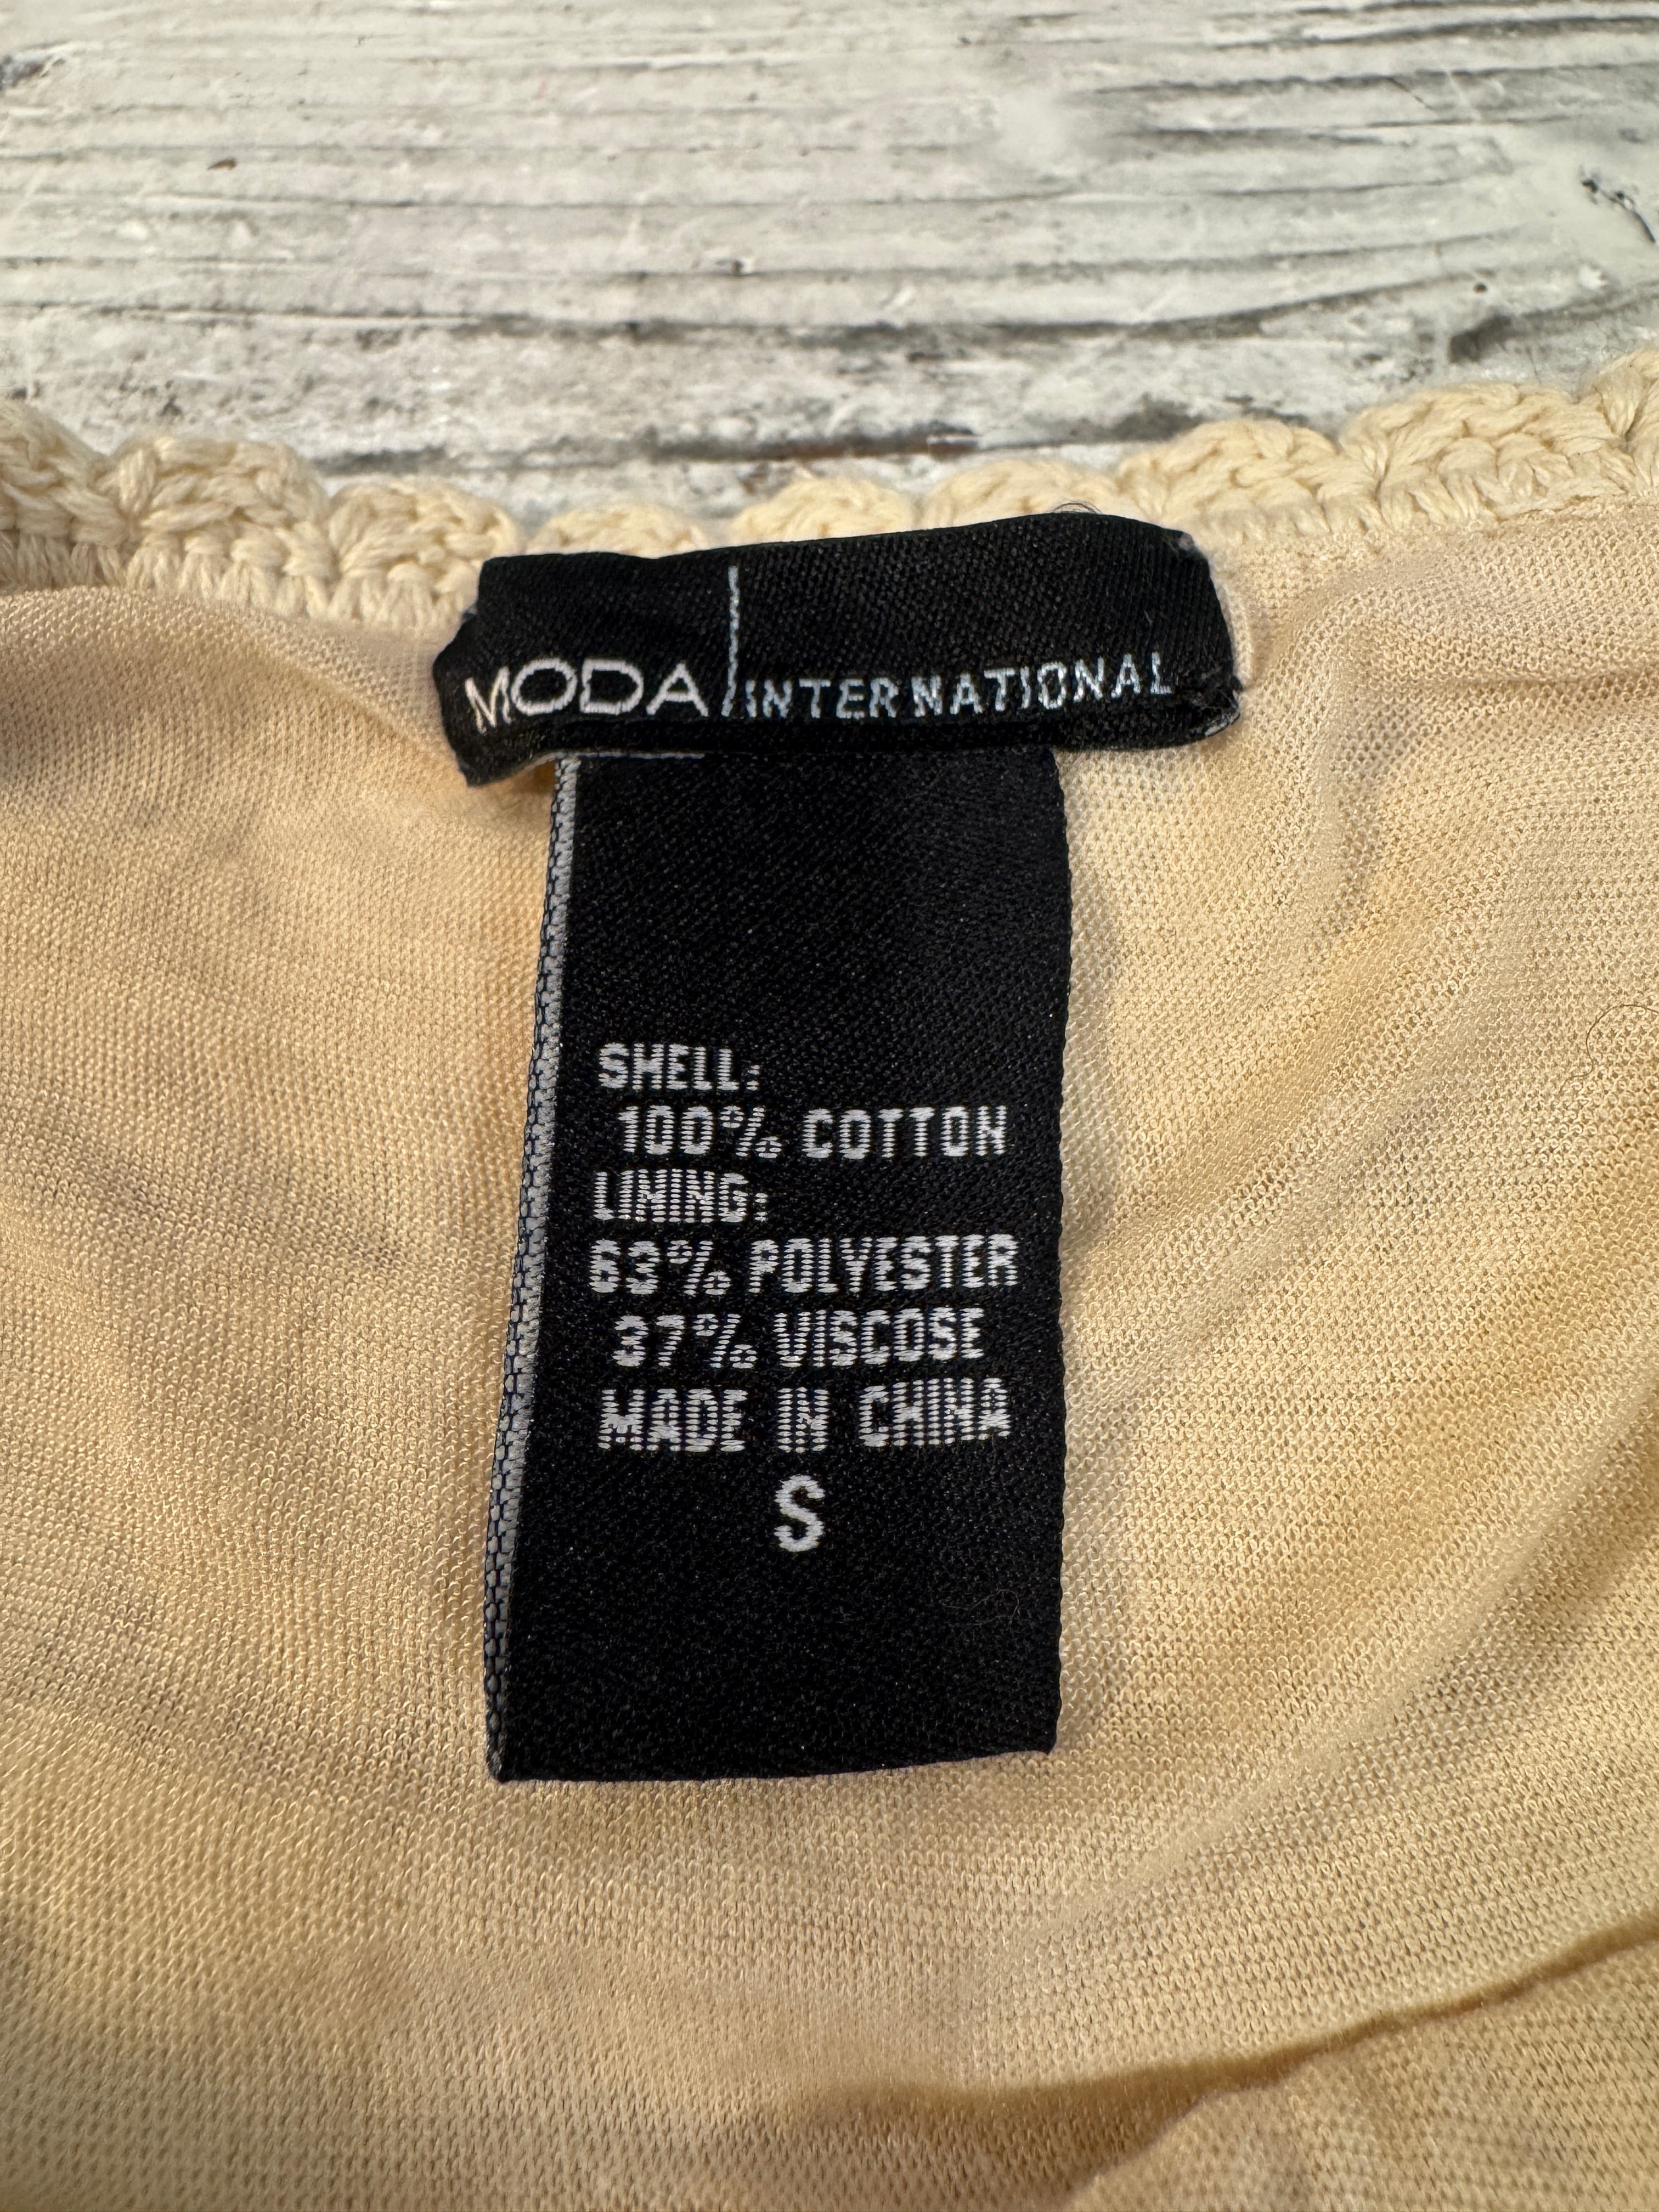 MODA | INTERNATIONAL
SHELL:
100% COTTON
LINING:
63% POLYESTER
37% VISCOSE
MADE IN CHINA
S